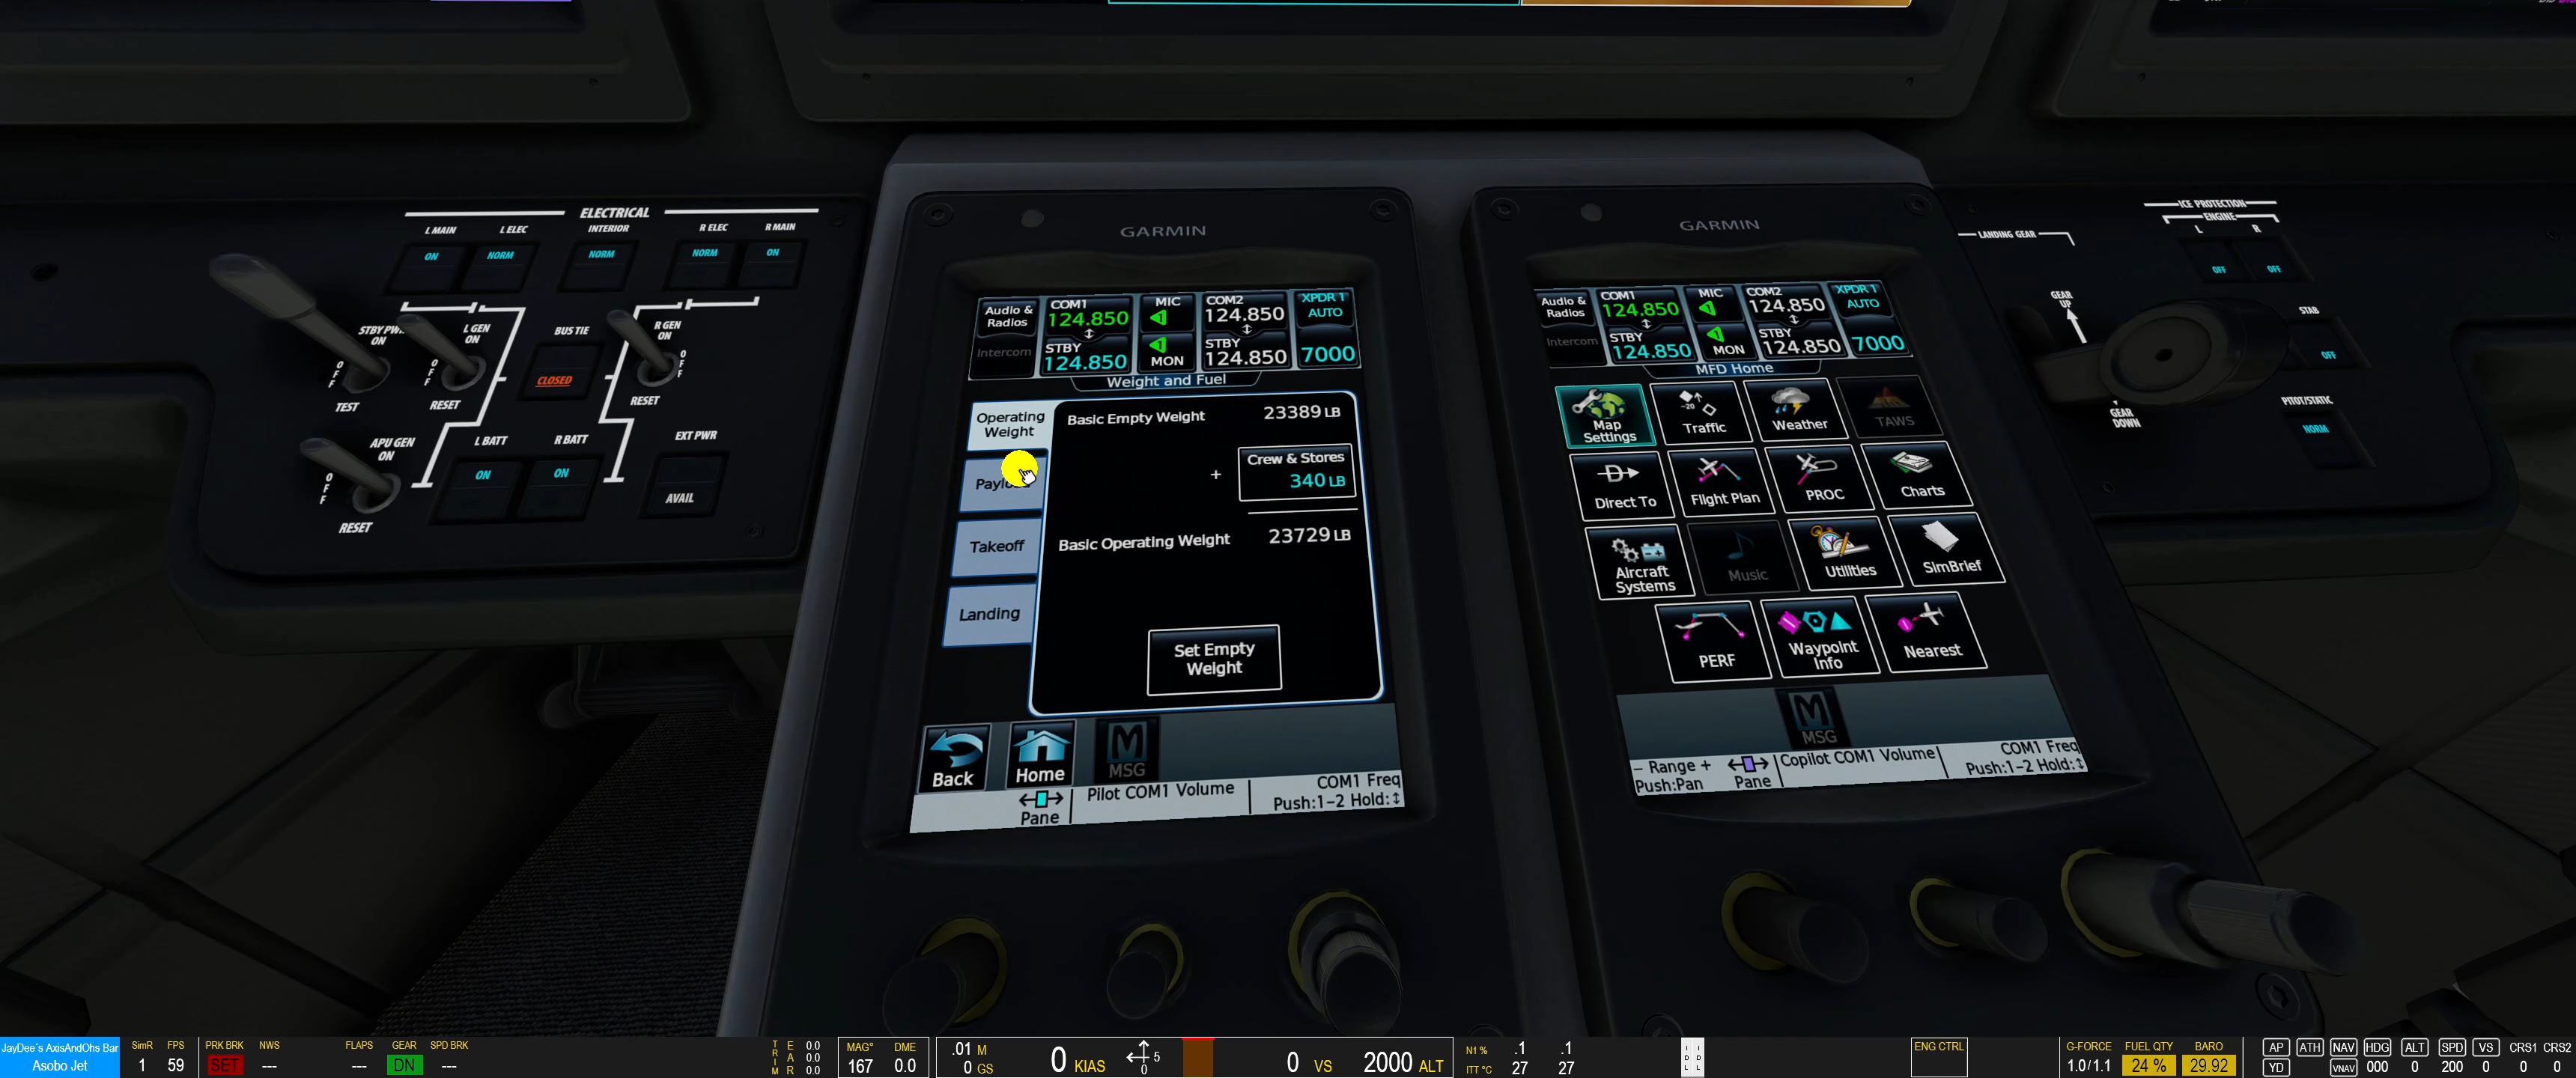 ELECTRICAL
L MAIN
L ELEC
INTERIOR
R ELEC
R MAIN
ON
NORM
NORM
NORM
ON
STBY PWR
ON
OFF
TEST
L GEN
ON
OFF
RESET
BUS TIE
CLOSED
R GEN
ON
OFF
RESET
APU GEN
ON
OFF
RESET
L BATT
ON
R BATT
ON
EXT PWR
AVAIL
GARMIN
Audio &
Radios
Intercom
COM1
124.850
STBY
124.850
MIC
MON
COM2
124.850
STBY
124.850
XPDR 1
AUTO
7000
Weight and Fuel
Operating
Weight
Takeoff
Landing
Basic Empty Weight 23389 LB
+
Crew & Stores
340 LB
Basic Operating Weight 23729 LB
Set Empty
Weight
Back
Home
MSG
Pane
Pilot COM1 Volume
COM1 Freq
Push:1-2 Hold:↕
GARMIN
Audio &
Radios
Intercom
COM1
124.850
STBY
124.850
MIC
MON
COM2
124.850
STBY
124.850
XPDR 1
AUTO
7000
MFD Home
Map
Settings
Traffic
-20
Weather
TAWS
Direct To
Flight Plan
PROC
Charts
Aircraft
Systems
Music
Utilities
SimBrief
PERF
Waypoint
Info
Nearest
MSG
- Range +
Push:Pan
Pane
Copilot COM1 Volume
COM1 Freq
Push:1-2 Hold:↕
LANDING GEAR
GEAR
UP
GEAR
DOWN
ICE PROTECTION
ENGINE
L
R
OFF
OFF
STAB
OFF
PITOT/STATIC
NORM
JayDee´s AxisAndOhs Bar
Asobo Jet
SimR
1
FPS
59
PRK BRK
SET
NWS
---
FLAPS
---
GEAR
DN
SPD BRK
---
TRIM
E 0.0
A 0.0
R 0.0
MAG°
167
DME
0.0
.01 M
0 GS
0 KIAS
5
0
0 VS
2000 ALT
N1 % .1 .1
ITT °C 27 27
IDL
IDL
ENG CTRL
G-FORCE
1.0/1.1
FUEL QTY
24 %
BARO
29.92
AP
YD
ATH
NAV
VNAV
HDG
000
ALT
0
SPD
200
VS
0
CRS1
0
CRS2
0